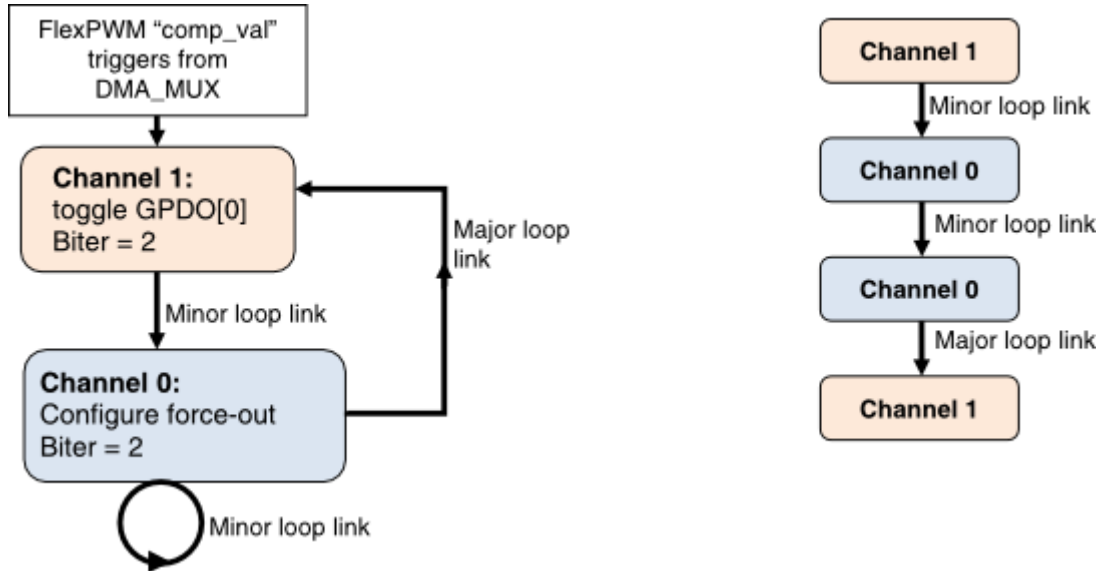 FlexPWM “comp_val”
triggers from
DMA_MUX
Channel 1:
toggle GPDO[0]
Biter = 2
Major loop
link
Minor loop link
Channel 0:
Configure force-out
Biter = 2
Minor loop link
Channel 1
Minor loop link
Channel 0
Minor loop link
Channel 0
Major loop link
Channel 1